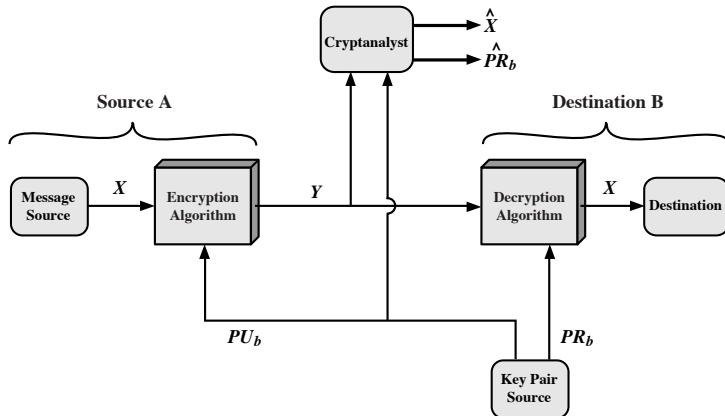 X̂
Cryptanalyst
P̂R_b
Source A
Destination B
Message
Source
X
Encryption
Algorithm
Y
Decryption
Algorithm
X
Destination
PU_b
PR_b
Key Pair
Source